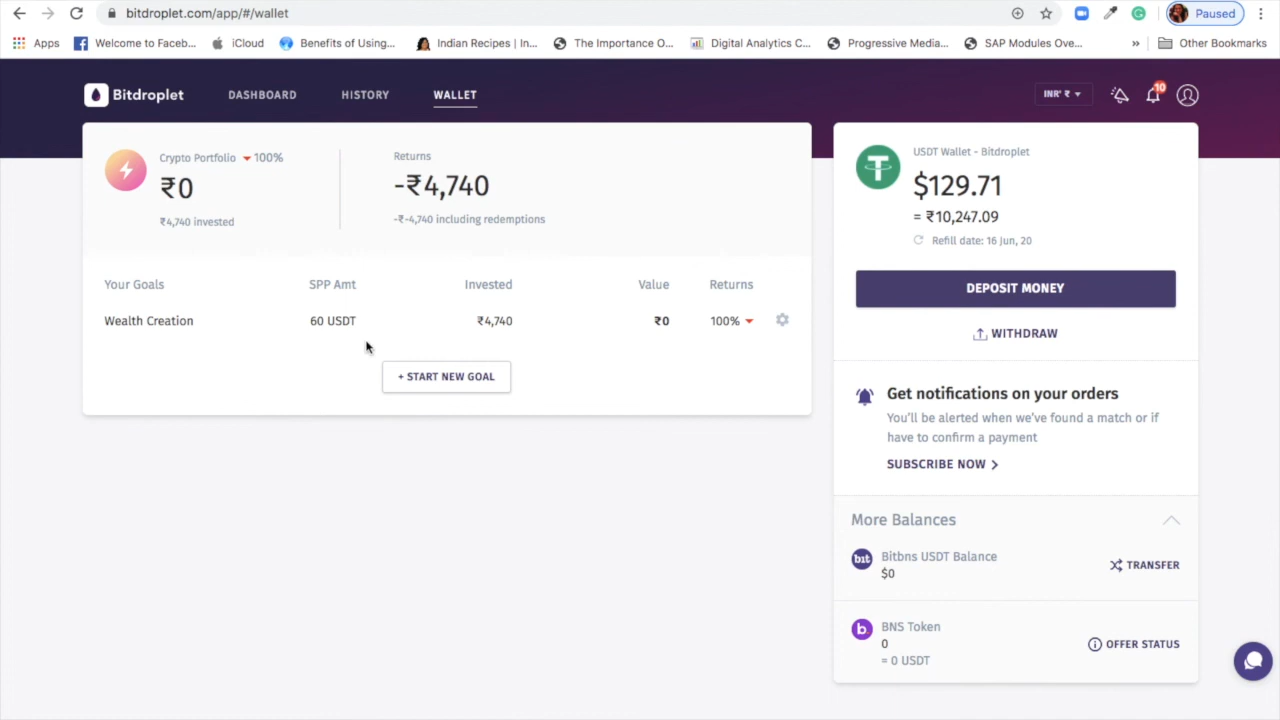 bitdroplet.com/app/#/wallet
Paused
Apps
Welcome to Faceb...
iCloud
Benefits of Using...
Indian Recipes | In...
The Importance O...
Digital Analytics C...
Progressive Media...
SAP Modules Ove...
»
Other Bookmarks
Bitdroplet
DASHBOARD
HISTORY
WALLET
INR' ₹
10
Crypto Portfolio 100%
₹0
₹4,740 invested
Returns
-₹4,740
-₹-4,740 including redemptions
Your Goals SPP Amt Invested Value Returns
Wealth Creation 60 USDT ₹4,740 ₹0 100%
+ START NEW GOAL
USDT Wallet - Bitdroplet
$129.71
= ₹10,247.09
Refill date: 16 Jun, 20
DEPOSIT MONEY
WITHDRAW
Get notifications on your orders
You'll be alerted when we've found a match or if
have to confirm a payment
SUBSCRIBE NOW
More Balances
bit
Bitbns USDT Balance
$0
TRANSFER
b
BNS Token
0
= 0 USDT
OFFER STATUS